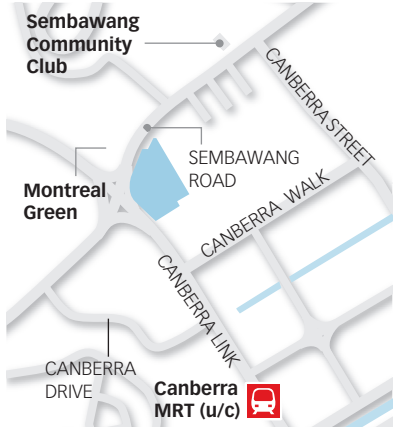 Sembawang
Community
Club
CANBERRA STREET
SEMBAWANG
ROAD
Montreal
Green
CANBERRA WALK
CANBERRA LINK
CANBERRA
DRIVE
Canberra
MRT (u/c)